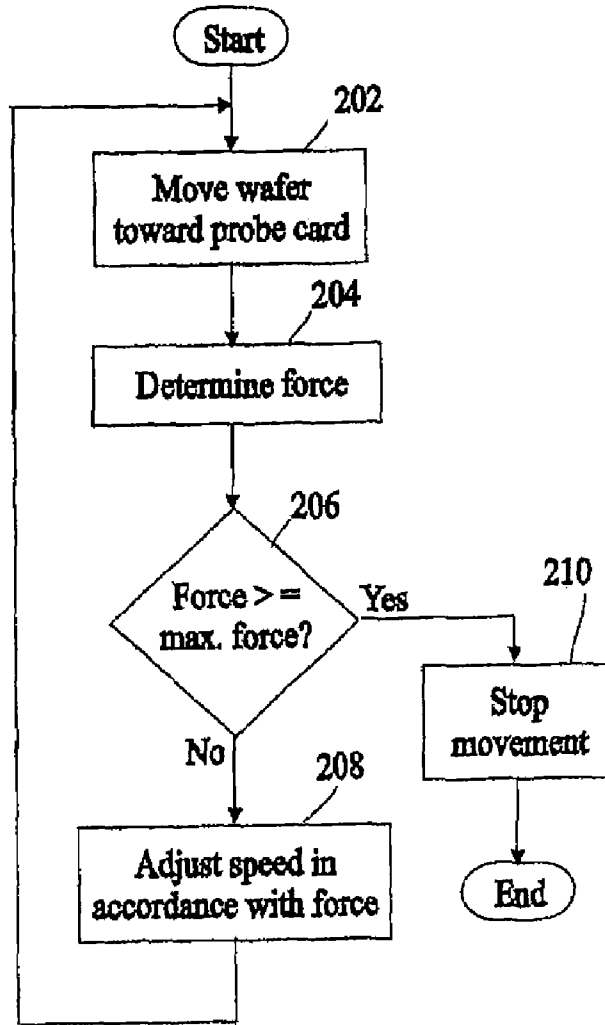 Start
202
Move wafer
toward probe card
204
Determine force
206
Force > =
max. force?
Yes
No
210
Stop
movement
208
Adjust speed in
accordance with force
End